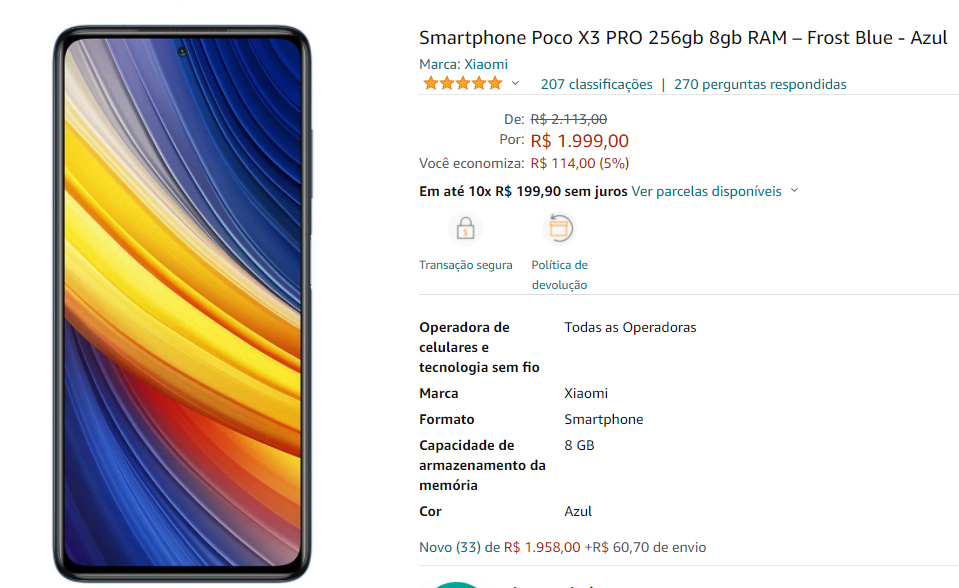 Smartphone Poco X3 PRO 256gb 8gb RAM – Frost Blue - Azul
Marca: Xiaomi
207 classificações | 270 perguntas respondidas
De: R$ 2.113,00
Por: R$ 1.999,00
Você economiza: R$ 114,00 (5%)
Em até 10x R$ 199,90 sem juros Ver parcelas disponíveis
Transação segura
Política de
devolução
Operadora de
celulares e
tecnologia sem fio
Todas as Operadoras
Marca
Xiaomi
Formato
Smartphone
Capacidade de
armazenamento da
memória
8 GB
Cor
Azul
Novo (33) de R$ 1.958,00 +R$ 60,70 de envio